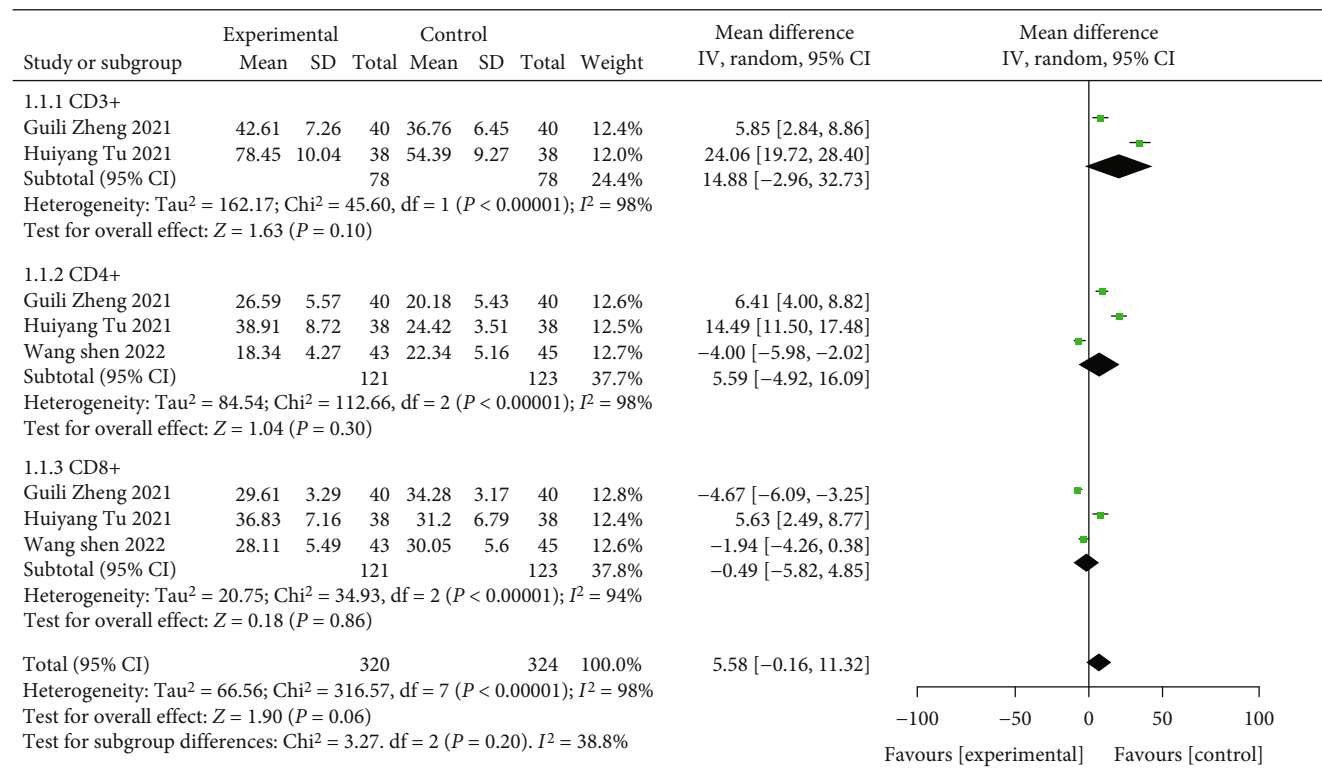 Experimental Control Mean difference Mean difference
Study or subgroup Mean SD Total Mean SD Total Weight IV, random, 95% CI IV, random, 95% CI
1.1.1 CD3+
Guili Zheng 2021 42.61 7.26 40 36.76 6.45 40 12.4% 5.85 [2.84, 8.86]
Huiyang Tu 2021 78.45 10.04 38 54.39 9.27 38 12.0% 24.06 [19.72, 28.40]
Subtotal (95% CI) 78 78 24.4% 14.88 [−2.96, 32.73]
Heterogeneity: Tau² = 162.17; Chi² = 45.60, df = 1 (P < 0.00001); I² = 98%
Test for overall effect: Z = 1.63 (P = 0.10)
1.1.2 CD4+
Guili Zheng 2021 26.59 5.57 40 20.18 5.43 40 12.6% 6.41 [4.00, 8.82]
Huiyang Tu 2021 38.91 8.72 38 24.42 3.51 38 12.5% 14.49 [11.50, 17.48]
Wang shen 2022 18.34 4.27 43 22.34 5.16 45 12.7% −4.00 [−5.98, −2.02]
Subtotal (95% CI) 121 123 37.7% 5.59 [−4.92, 16.09]
Heterogeneity: Tau² = 84.54; Chi² = 112.66, df = 2 (P < 0.00001); I² = 98%
Test for overall effect: Z = 1.04 (P = 0.30)
1.1.3 CD8+
Guili Zheng 2021 29.61 3.29 40 34.28 3.17 40 12.8% −4.67 [−6.09, −3.25]
Huiyang Tu 2021 36.83 7.16 38 31.2 6.79 38 12.4% 5.63 [2.49, 8.77]
Wang shen 2022 28.11 5.49 43 30.05 5.6 45 12.6% −1.94 [−4.26, 0.38]
Subtotal (95% CI) 121 123 37.8% −0.49 [−5.82, 4.85]
Heterogeneity: Tau² = 20.75; Chi² = 34.93, df = 2 (P < 0.00001); I² = 94%
Test for overall effect: Z = 0.18 (P = 0.86)
Total (95% CI) 320 324 100.0% 5.58 [−0.16, 11.32]
Heterogeneity: Tau² = 66.56; Chi² = 316.57, df = 7 (P < 0.00001); I² = 98%
Test for overall effect: Z = 1.90 (P = 0.06)
Test for subgroup differences: Chi² = 3.27. df = 2 (P = 0.20). I² = 38.8%
−100 −50 0 50 100
Favours [experimental] Favours [control]